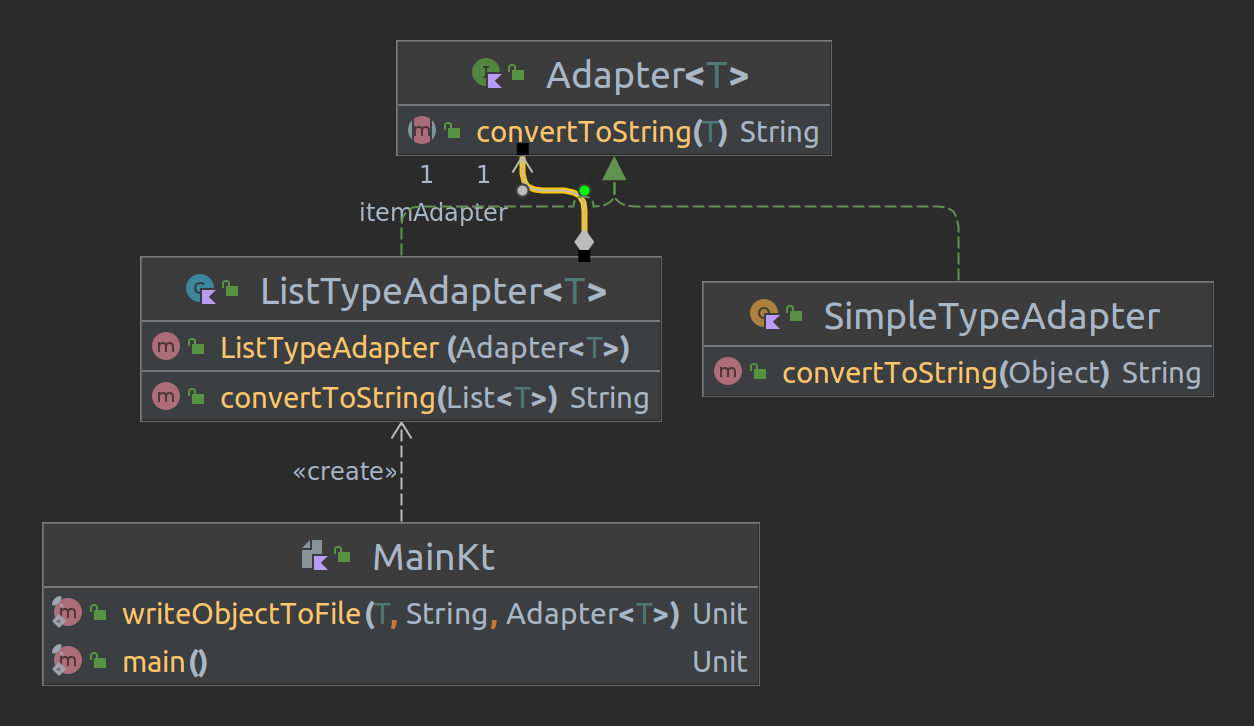 Adapter<T>
convertToString(T) String
1 1
itemAdapter
ListTypeAdapter<T>
ListTypeAdapter (Adapter<T>)
convertToString(List<T>) String
SimpleTypeAdapter
convertToString(Object) String
«create»
MainKt
writeObjectToFile(T, String, Adapter<T>) Unit
main() Unit